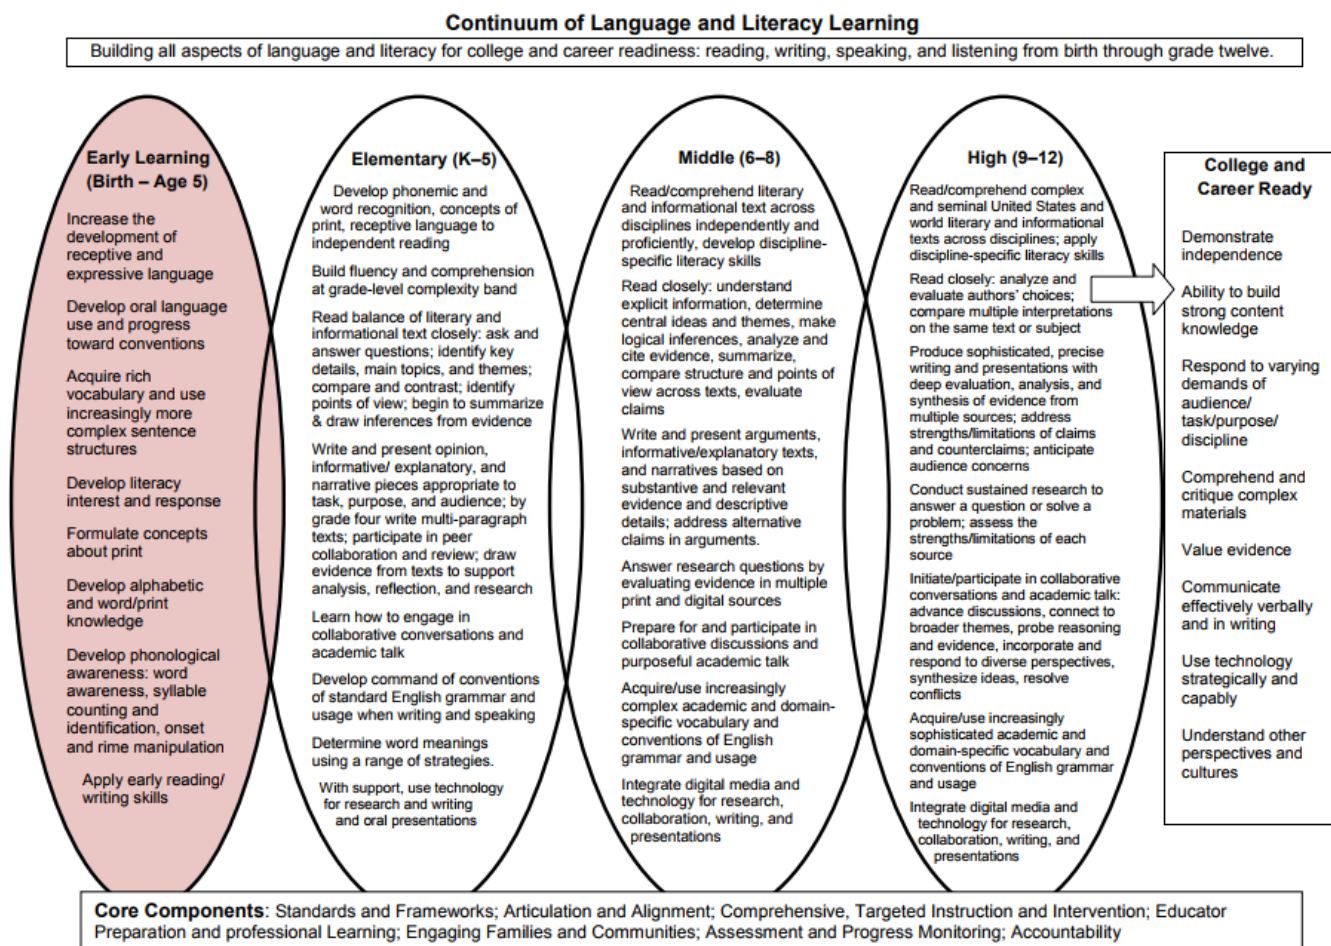 Continuum of Language and Literacy Learning
Building all aspects of language and literacy for college and career readiness: reading, writing, speaking, and listening from birth through grade twelve.
Early Learning
(Birth – Age 5)
Increase the
development of
receptive and
expressive language
Develop oral language
use and progress
toward conventions
Acquire rich
vocabulary and use
increasingly more
complex sentence
structures
Develop literacy
interest and response
Formulate concepts
about print
Develop alphabetic
and word/print
knowledge
Develop phonological
awareness: word
awareness, syllable
counting and
identification, onset
and rime manipulation
Apply early reading/
writing skills
Elementary (K–5)
Develop phonemic and
word recognition, concepts of
print, receptive language to
independent reading
Build fluency and comprehension
at grade-level complexity band
Read balance of literary and
informational text closely: ask and
answer questions; identify key
details, main topics, and themes;
compare and contrast; identify
points of view; begin to summarize
& draw inferences from evidence
Write and present opinion,
informative/ explanatory, and
narrative pieces appropriate to
task, purpose, and audience; by
grade four write multi-paragraph
texts; participate in peer
collaboration and review; draw
evidence from texts to support
analysis, reflection, and research
Learn how to engage in
collaborative conversations and
academic talk
Develop command of conventions
of standard English grammar and
usage when writing and speaking
Determine word meanings
using a range of strategies.
With support, use technology
for research and writing
and oral presentations
Middle (6–8)
Read/comprehend literary
and informational text across
disciplines independently and
proficiently, develop discipline-
specific literacy skills
Read closely: understand
explicit information, determine
central ideas and themes, make
logical inferences, analyze and
cite evidence, summarize,
compare structure and points of
view across texts, evaluate
claims
Write and present arguments,
informative/explanatory texts,
and narratives based on
substantive and relevant
evidence and descriptive
details; address alternative
claims in arguments.
Answer research questions by
evaluating evidence in multiple
print and digital sources
Prepare for and participate in
collaborative discussions and
purposeful academic talk
Acquire/use increasingly
complex academic and domain-
specific vocabulary and
conventions of English
grammar and usage
Integrate digital media and
technology for research,
collaboration, writing, and
presentations
High (9–12)
Read/comprehend complex
and seminal United States and
world literary and informational
texts across disciplines; apply
discipline-specific literacy skills
Read closely: analyze and
evaluate authors' choices;
compare multiple interpretations
on the same text or subject
Produce sophisticated, precise
writing and presentations with
deep evaluation, analysis, and
synthesis of evidence from
multiple sources; address
strengths/limitations of claims
and counterclaims; anticipate
audience concerns
Conduct sustained research to
answer a question or solve a
problem; assess the
strengths/limitations of each
source
Initiate/participate in collaborative
conversations and academic talk:
advance discussions, connect to
broader themes, probe reasoning
and evidence, incorporate and
respond to diverse perspectives,
synthesize ideas, resolve
conflicts
Acquire/use increasingly
sophisticated academic and
domain-specific vocabulary and
conventions of English grammar
and usage
Integrate digital media and
technology for research,
collaboration, writing, and
presentations
College and
Career Ready
Demonstrate
independence
Ability to build
strong content
knowledge
Respond to varying
demands of
audience/
task/purpose/
discipline
Comprehend and
critique complex
materials
Value evidence
Communicate
effectively verbally
and in writing
Use technology
strategically and
capably
Understand other
perspectives and
cultures
Core Components: Standards and Frameworks; Articulation and Alignment; Comprehensive, Targeted Instruction and Intervention; Educator
Preparation and professional Learning; Engaging Families and Communities; Assessment and Progress Monitoring; Accountability